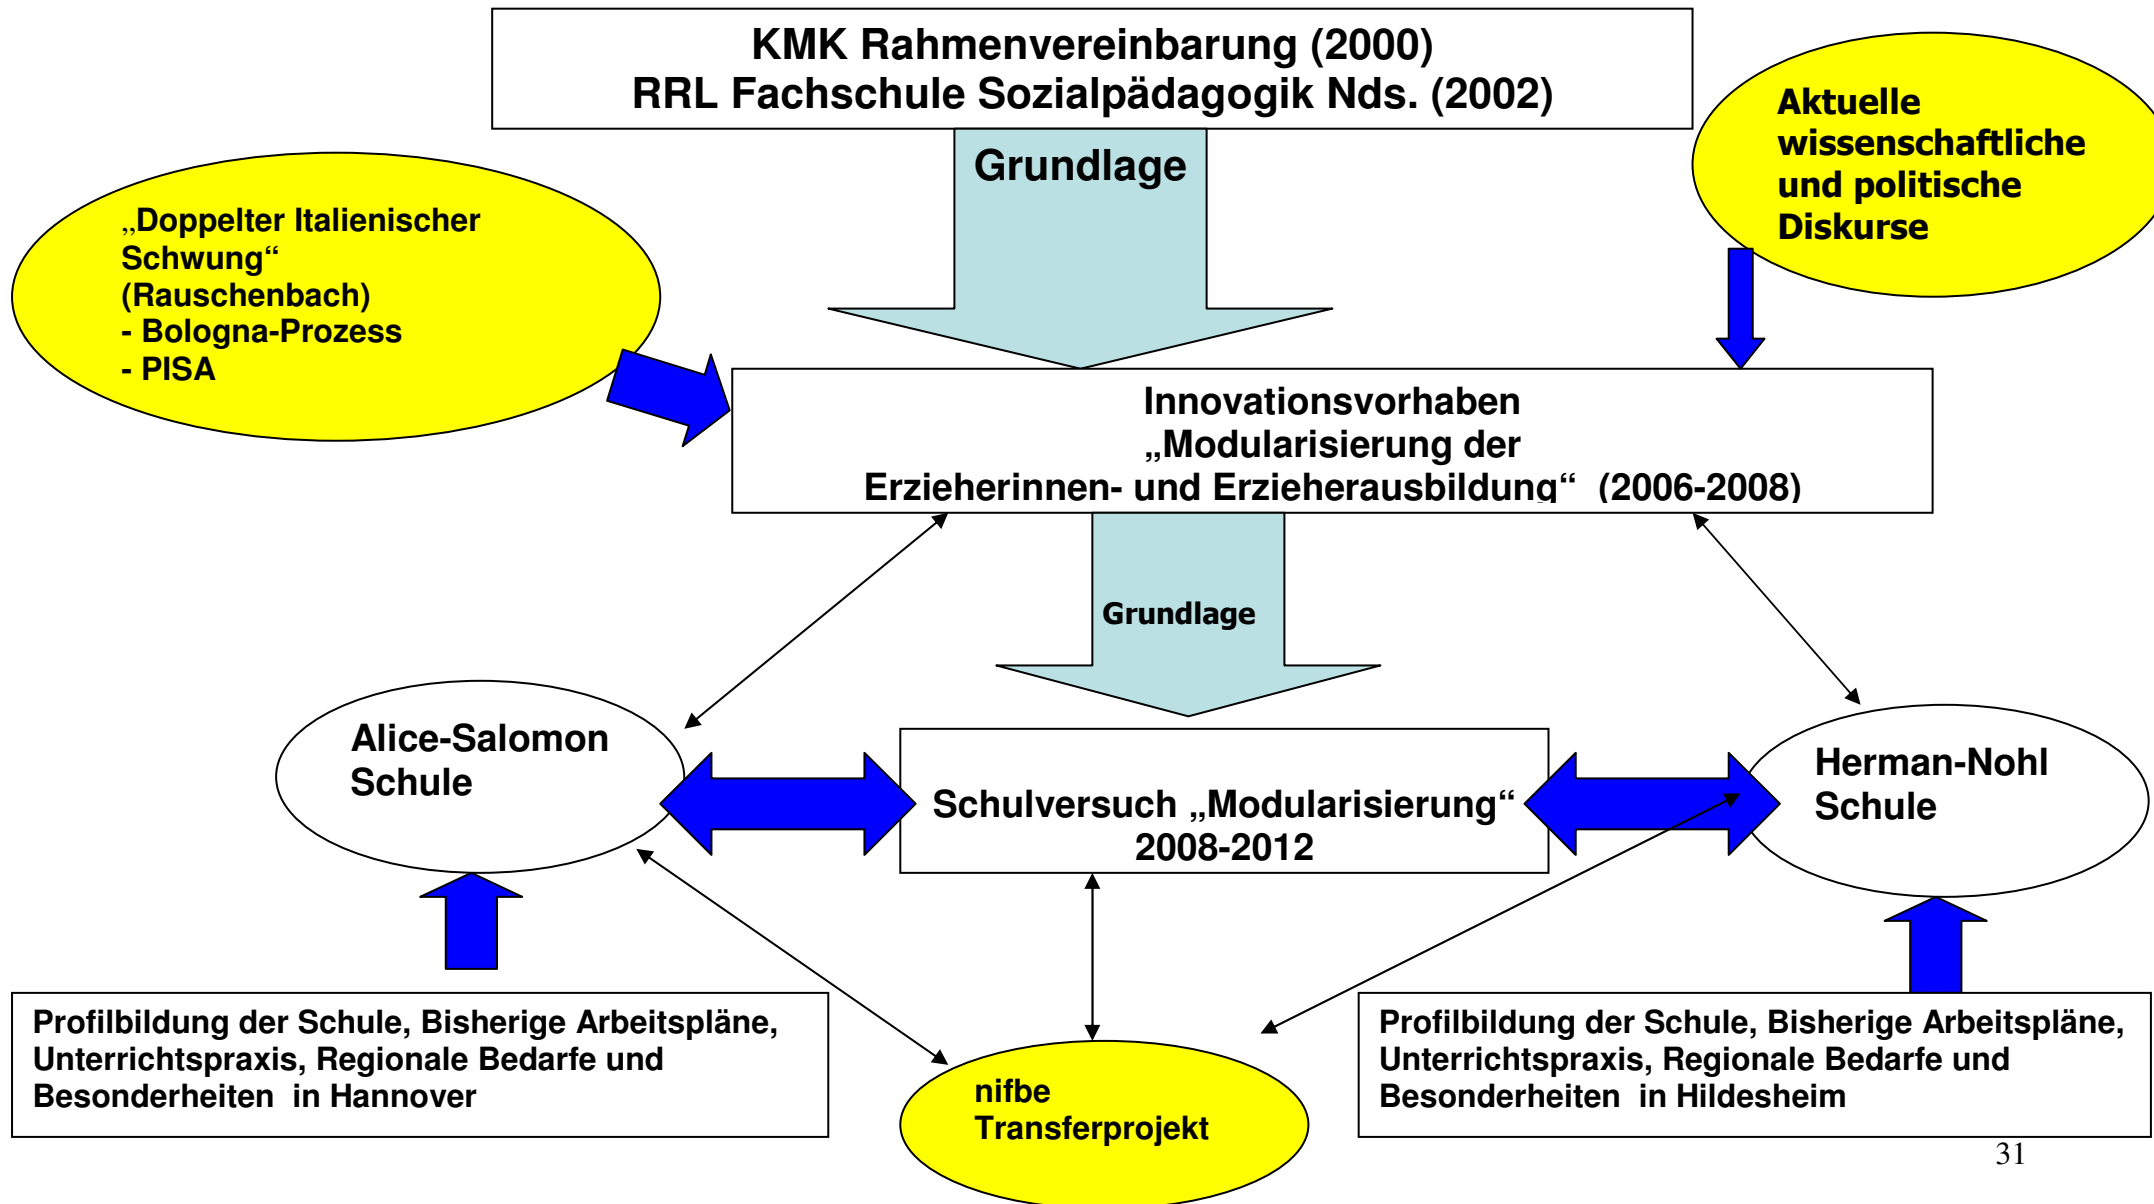 KMK Rahmenvereinbarung (2000)
RRL Fachschule Sozialpädagogik Nds. (2002)
Grundlage
Aktuelle
wissenschaftliche
und politische
Diskurse
„Doppelter Italienischer
Schwung“
(Rauschenbach)
- Bologna-Prozess
- PISA
Innovationsvorhaben
„Modularisierung der
Erzieherinnen- und Erzieherausbildung“ (2006-2008)
Grundlage
Alice-Salomon
Schule
Schulversuch „Modularisierung“
2008-2012
Herman-Nohl
Schule
Profilbildung der Schule, Bisherige Arbeitspläne,
Unterrichtspraxis, Regionale Bedarfe und
Besonderheiten in Hannover
nifbe
Transferprojekt
Profilbildung der Schule, Bisherige Arbeitspläne,
Unterrichtspraxis, Regionale Bedarfe und
Besonderheiten in Hildesheim
31